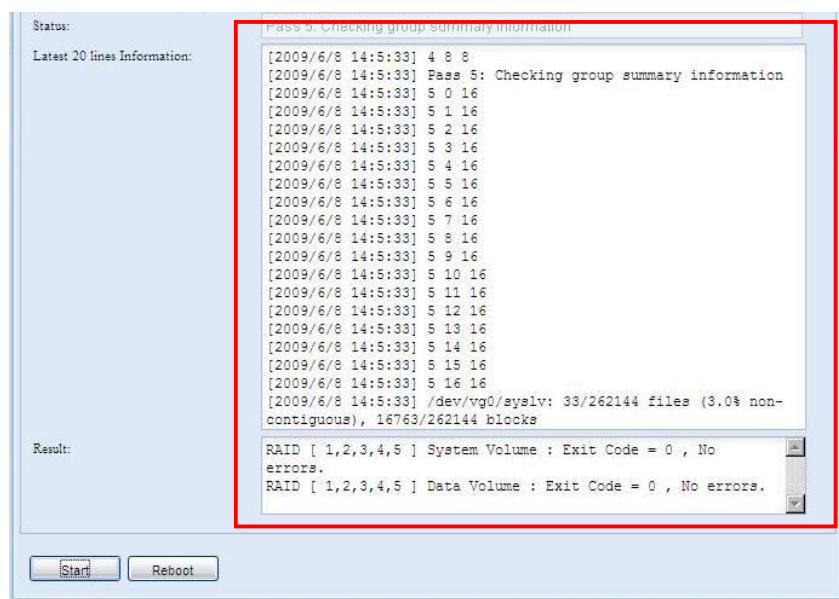 Status:
Pass 5: Checking group summary information
Latest 20 lines Information:
[2009/6/8 14:5:33] 4 8 8
[2009/6/8 14:5:33] Pass 5: Checking group summary information
[2009/6/8 14:5:33] 5 0 16
[2009/6/8 14:5:33] 5 1 16
[2009/6/8 14:5:33] 5 2 16
[2009/6/8 14:5:33] 5 3 16
[2009/6/8 14:5:33] 5 4 16
[2009/6/8 14:5:33] 5 5 16
[2009/6/8 14:5:33] 5 6 16
[2009/6/8 14:5:33] 5 7 16
[2009/6/8 14:5:33] 5 8 16
[2009/6/8 14:5:33] 5 9 16
[2009/6/8 14:5:33] 5 10 16
[2009/6/8 14:5:33] 5 11 16
[2009/6/8 14:5:33] 5 12 16
[2009/6/8 14:5:33] 5 13 16
[2009/6/8 14:5:33] 5 14 16
[2009/6/8 14:5:33] 5 15 16
[2009/6/8 14:5:33] 5 16 16
[2009/6/8 14:5:33] /dev/vg0/syslv: 33/262144 files (3.0% non-
contiguous), 16763/262144 blocks
Result:
RAID [ 1,2,3,4,5 ] System Volume : Exit Code = 0 , No
errors.
RAID [ 1,2,3,4,5 ] Data Volume : Exit Code = 0 , No errors.
Start
Reboot